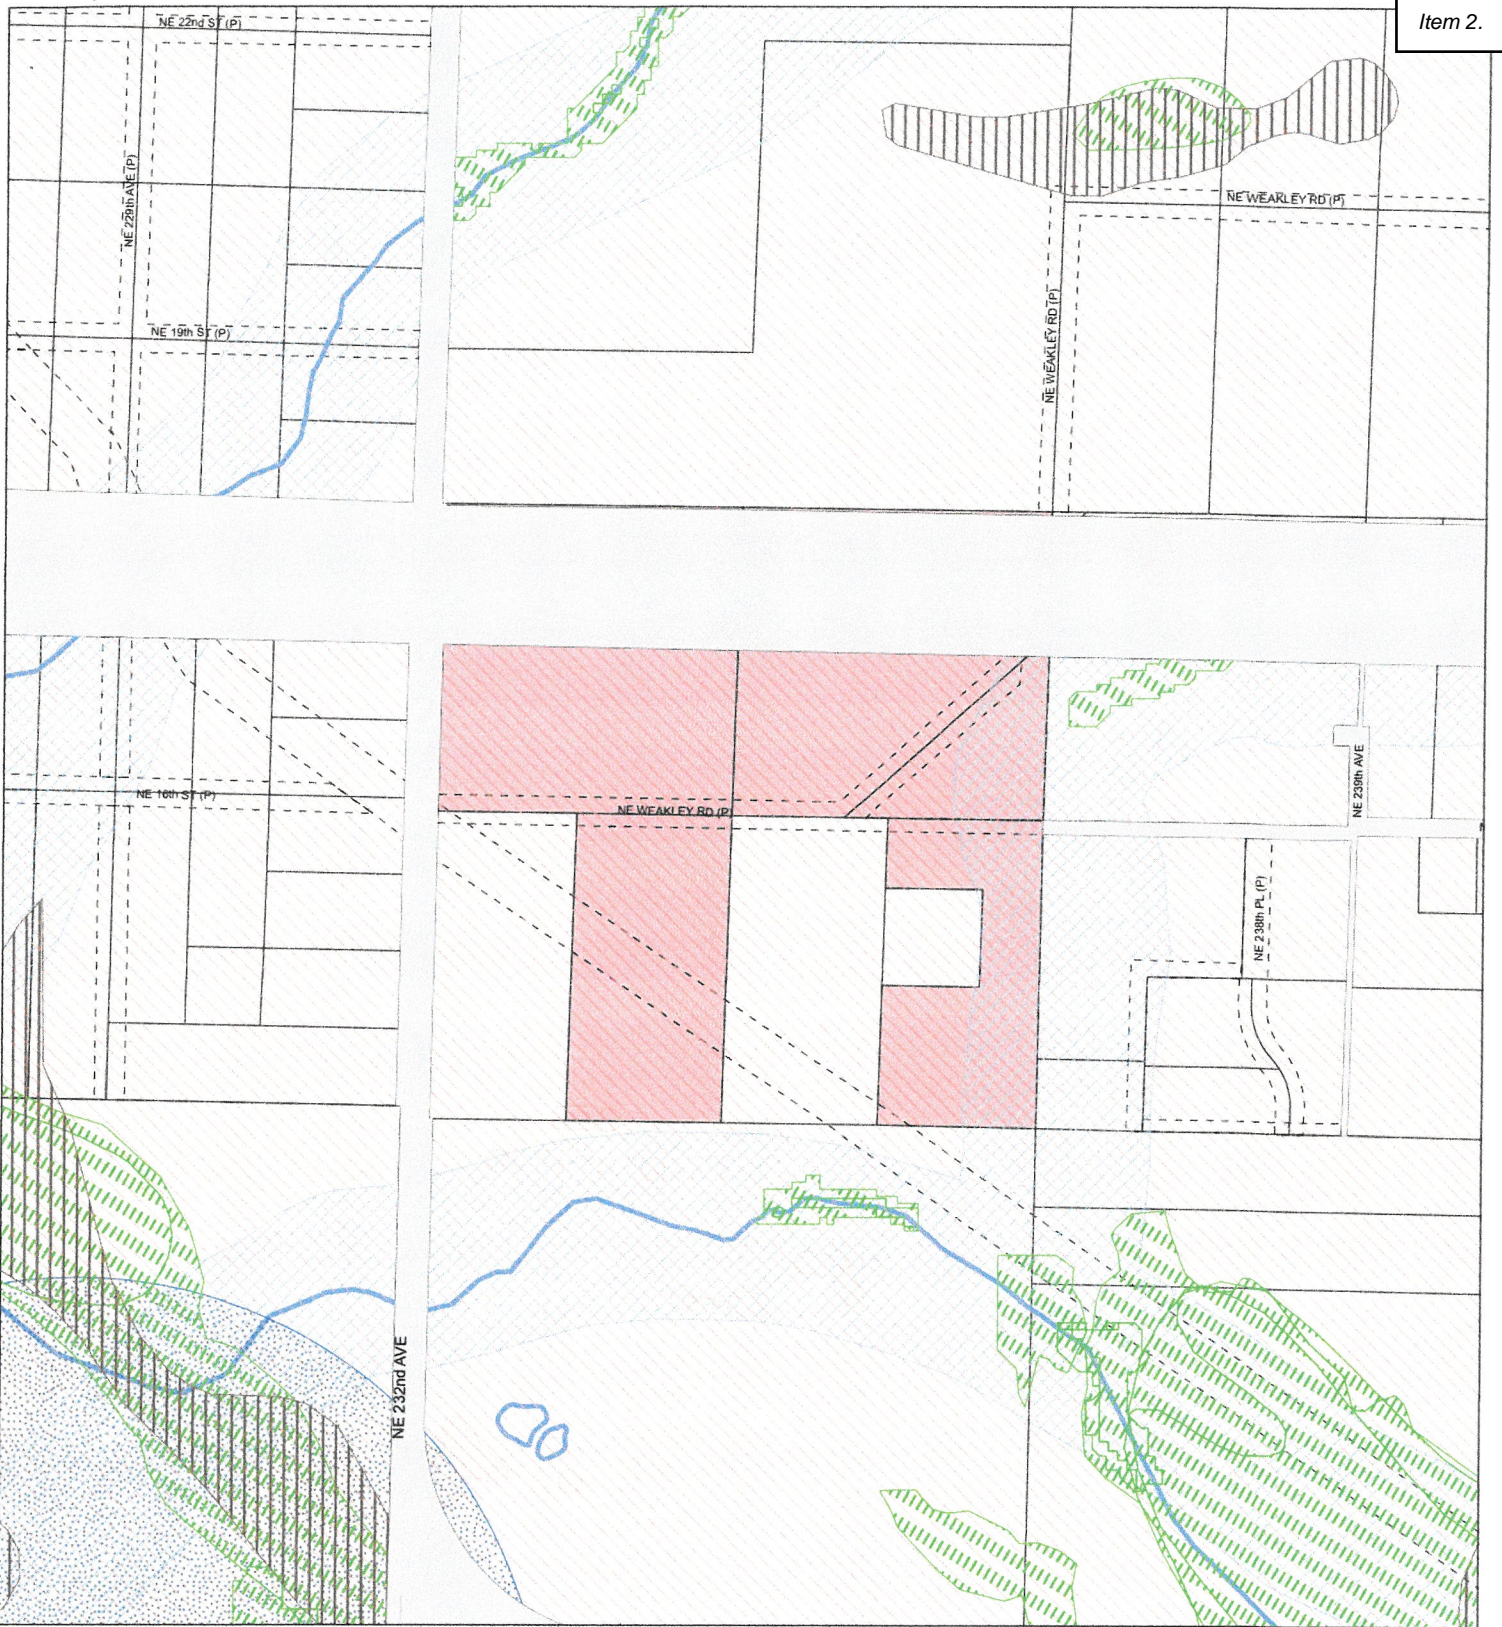 Item 2.
NE 22nd ST (P)
NE 229th AVE (P)
NE WEAKLEY RD (P)
NE 19th ST (P)
NE WEAKLEY RD (P)
NE 239th AVE
NE 16th ST (P)
NE WEAKLEY RD (P)
NE 238th PL (P)
NE 232nd AVE